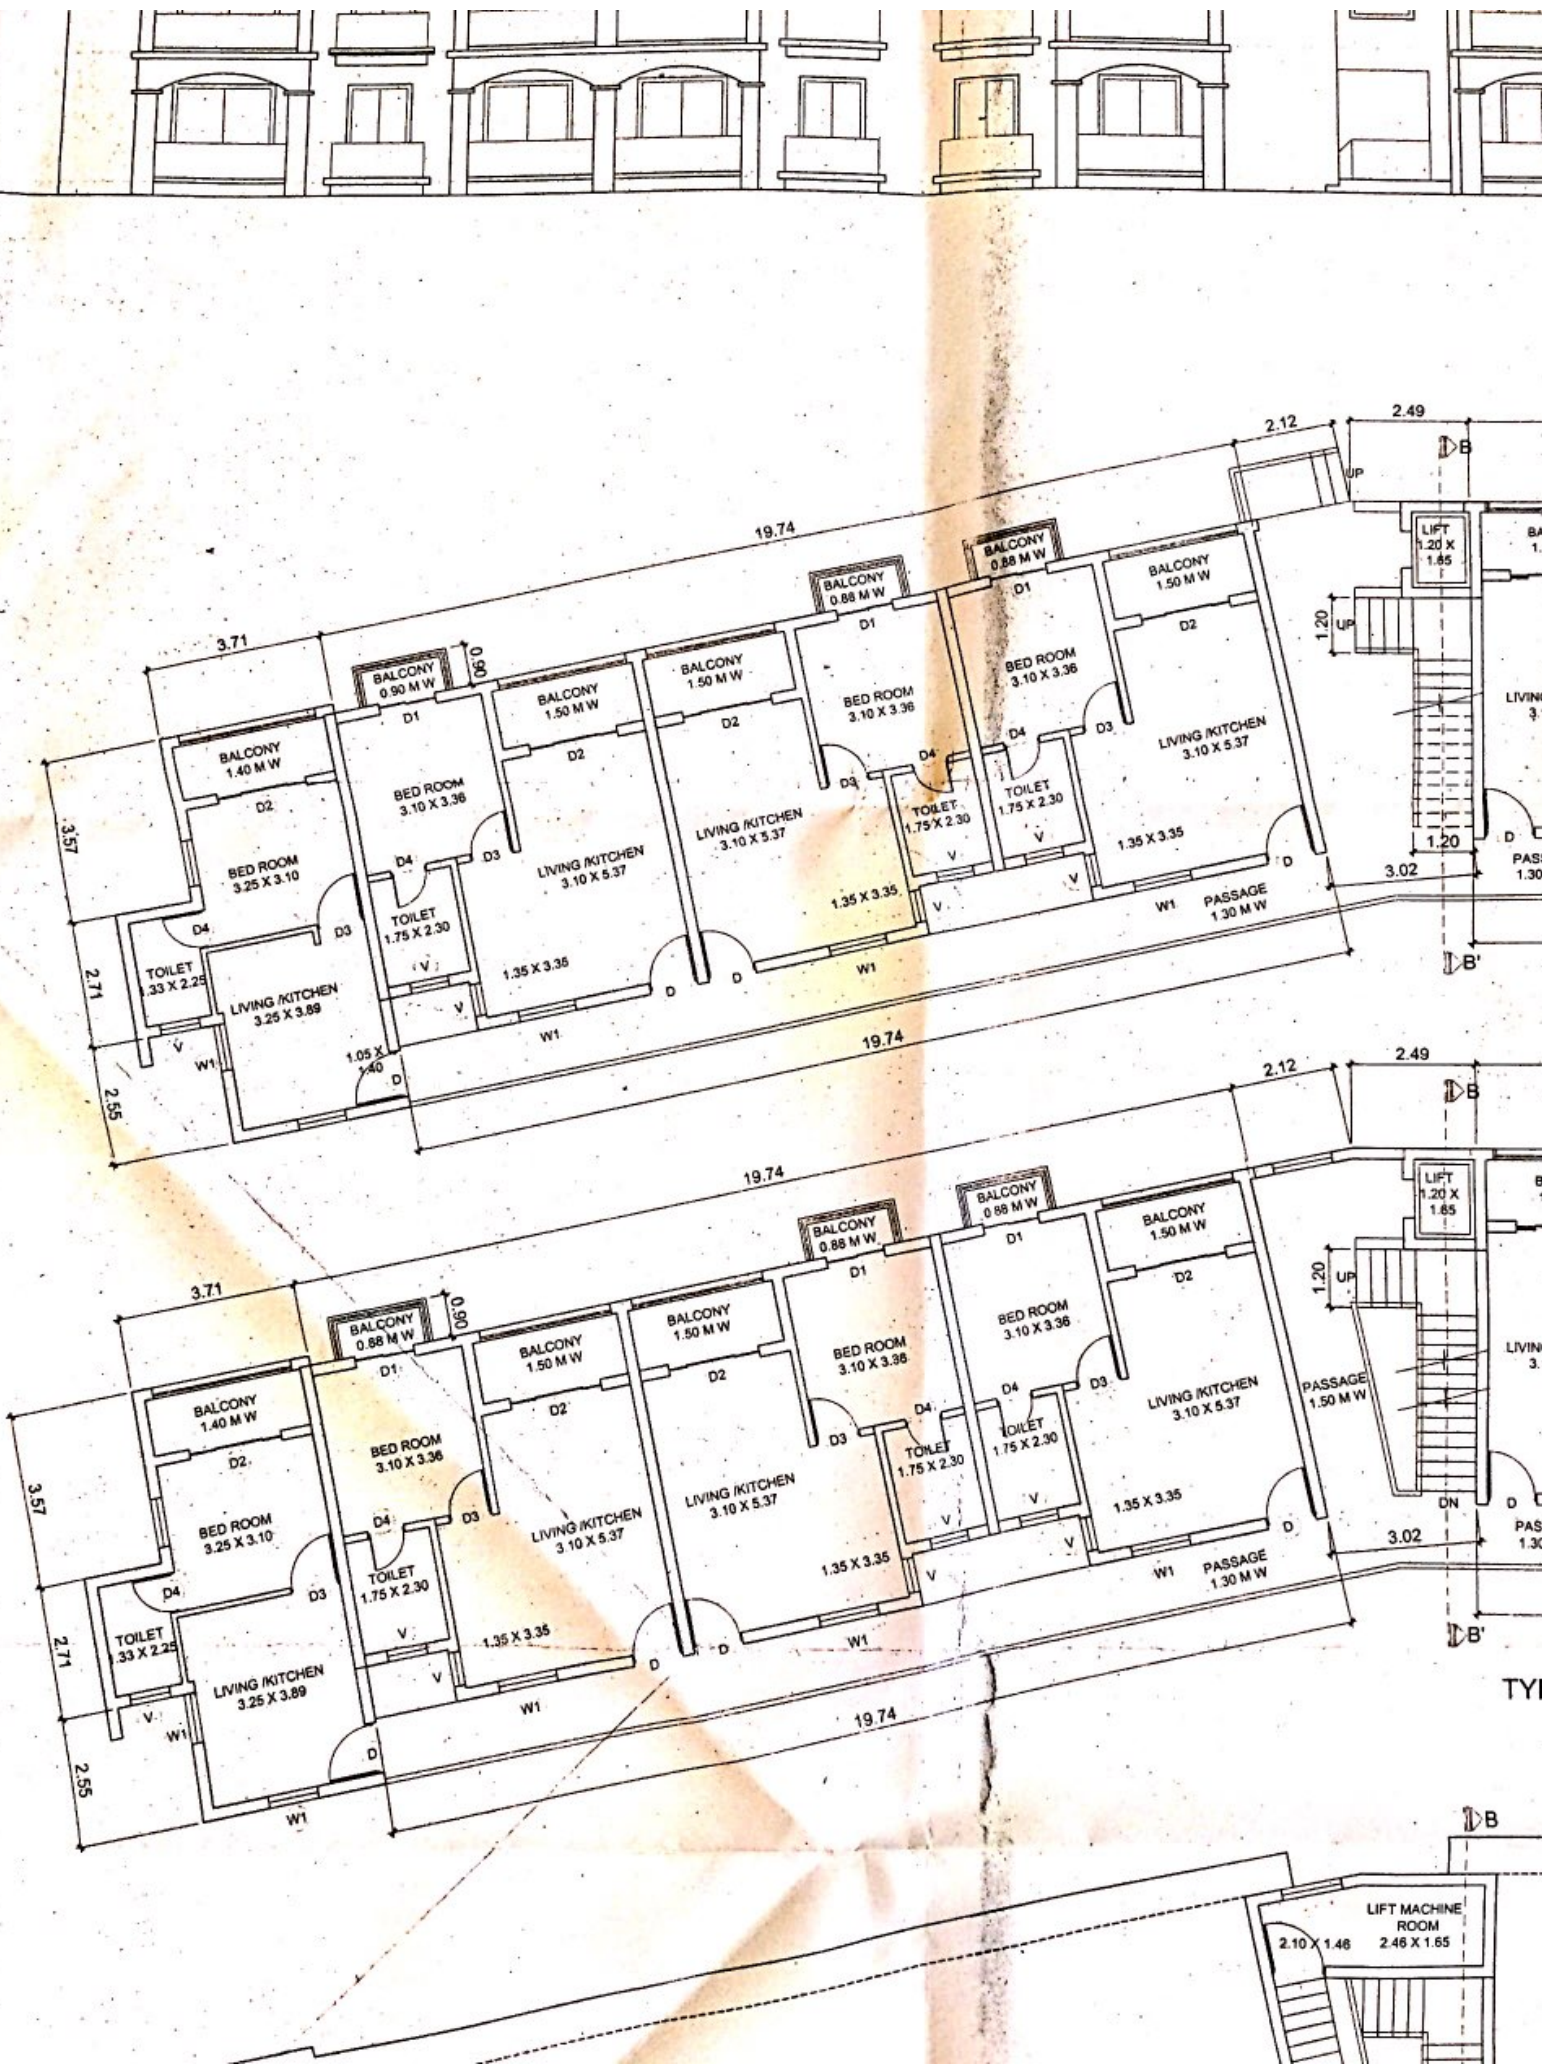 2.49
2.12
B
UP
19.74
LIFT
1.20 X
1.65
BALCONY
0.88 M W
BALCONY
0.88 M W
BALCONY
1.50 M W
D1
D1
D2
1.20
UP
3.71
0.90
BALCONY
0.90 M W
BALCONY
1.50 M W
BALCONY
1.50 M W
D1
D2
D2
BED ROOM
3.10 X 3.36
BED ROOM
3.10 X 3.36
LIVING /KITCHEN
3.10 X 5.37
BALCONY
1.40 M W
D2
BED ROOM
3.10 X 3.36
D4
D3
D4
D3
TOILET
1.75 X 2.30
TOILET
1.75 X 2.30
3.57
LIVING /KITCHEN
3.10 X 5.37
LIVING /KITCHEN
3.10 X 5.37
1.35 X 3.35
V
V
D
1.20
D
BED ROOM
3.25 X 3.10
D4
D3
TOILET
1.75 X 2.30
1.35 X 3.35
V
V
W1
PASSAGE
1.30 M W
3.02
D4
D3
V
1.35 X 3.35
V
W1
D
D
W1
B'
2.71
TOILET
1.33 X 2.25
LIVING /KITCHEN
3.25 X 3.89
V
W1
1.05 X
1.40
D
2.55
19.74
2.49
2.12
B
19.74
LIFT
1.20 X
1.65
BALCONY
0.88 M W
BALCONY
0.88 M W
BALCONY
1.50 M W
D1
D1
D2
1.20
UP
3.71
0.90
BALCONY
0.88 M W
BALCONY
1.50 M W
BALCONY
1.50 M W
D1
D2
D2
BED ROOM
3.10 X 3.36
BED ROOM
3.10 X 3.36
LIVING /KITCHEN
3.10 X 5.37
PASSAGE
1.50 M W
BALCONY
1.40 M W
D2
BED ROOM
3.10 X 3.36
D4
D3
D4
D3
TOILET
1.75 X 2.30
TOILET
1.75 X 2.30
3.57
LIVING /KITCHEN
3.10 X 5.37
LIVING /KITCHEN
3.10 X 5.37
1.35 X 3.35
V
V
D
DN
D
BED ROOM
3.25 X 3.10
D4
D3
TOILET
1.75 X 2.30
1.35 X 3.35
V
V
W1
PASSAGE
1.30 M W
3.02
D4
D3
V
1.35 X 3.35
V
W1
D
D
W1
B'
2.71
TOILET
1.33 X 2.25
LIVING /KITCHEN
3.25 X 3.89
V
W1
D
2.55
W1
19.74
B
LIFT MACHINE
ROOM
2.46 X 1.65
2.10 X 1.46